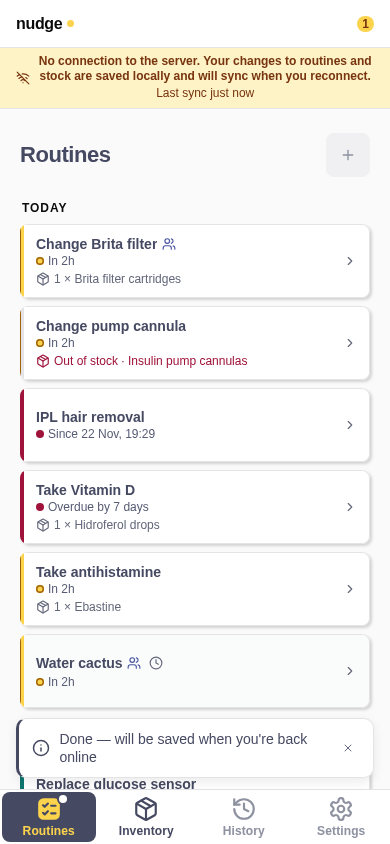 nudge
1
No connection to the server. Your changes to routines and
stock are saved locally and will sync when you reconnect.
Last sync just now
Routines
TODAY
Change Brita filter
In 2h
1 × Brita filter cartridges
Change pump cannula
In 2h
Out of stock · Insulin pump cannulas
IPL hair removal
Since 22 Nov, 19:29
Take Vitamin D
Overdue by 7 days
1 × Hidroferol drops
Take antihistamine
In 2h
1 × Ebastine
Water cactus
In 2h
Done — will be saved when you're back
online
Replace glucose sensor
Routines
Inventory
History
Settings